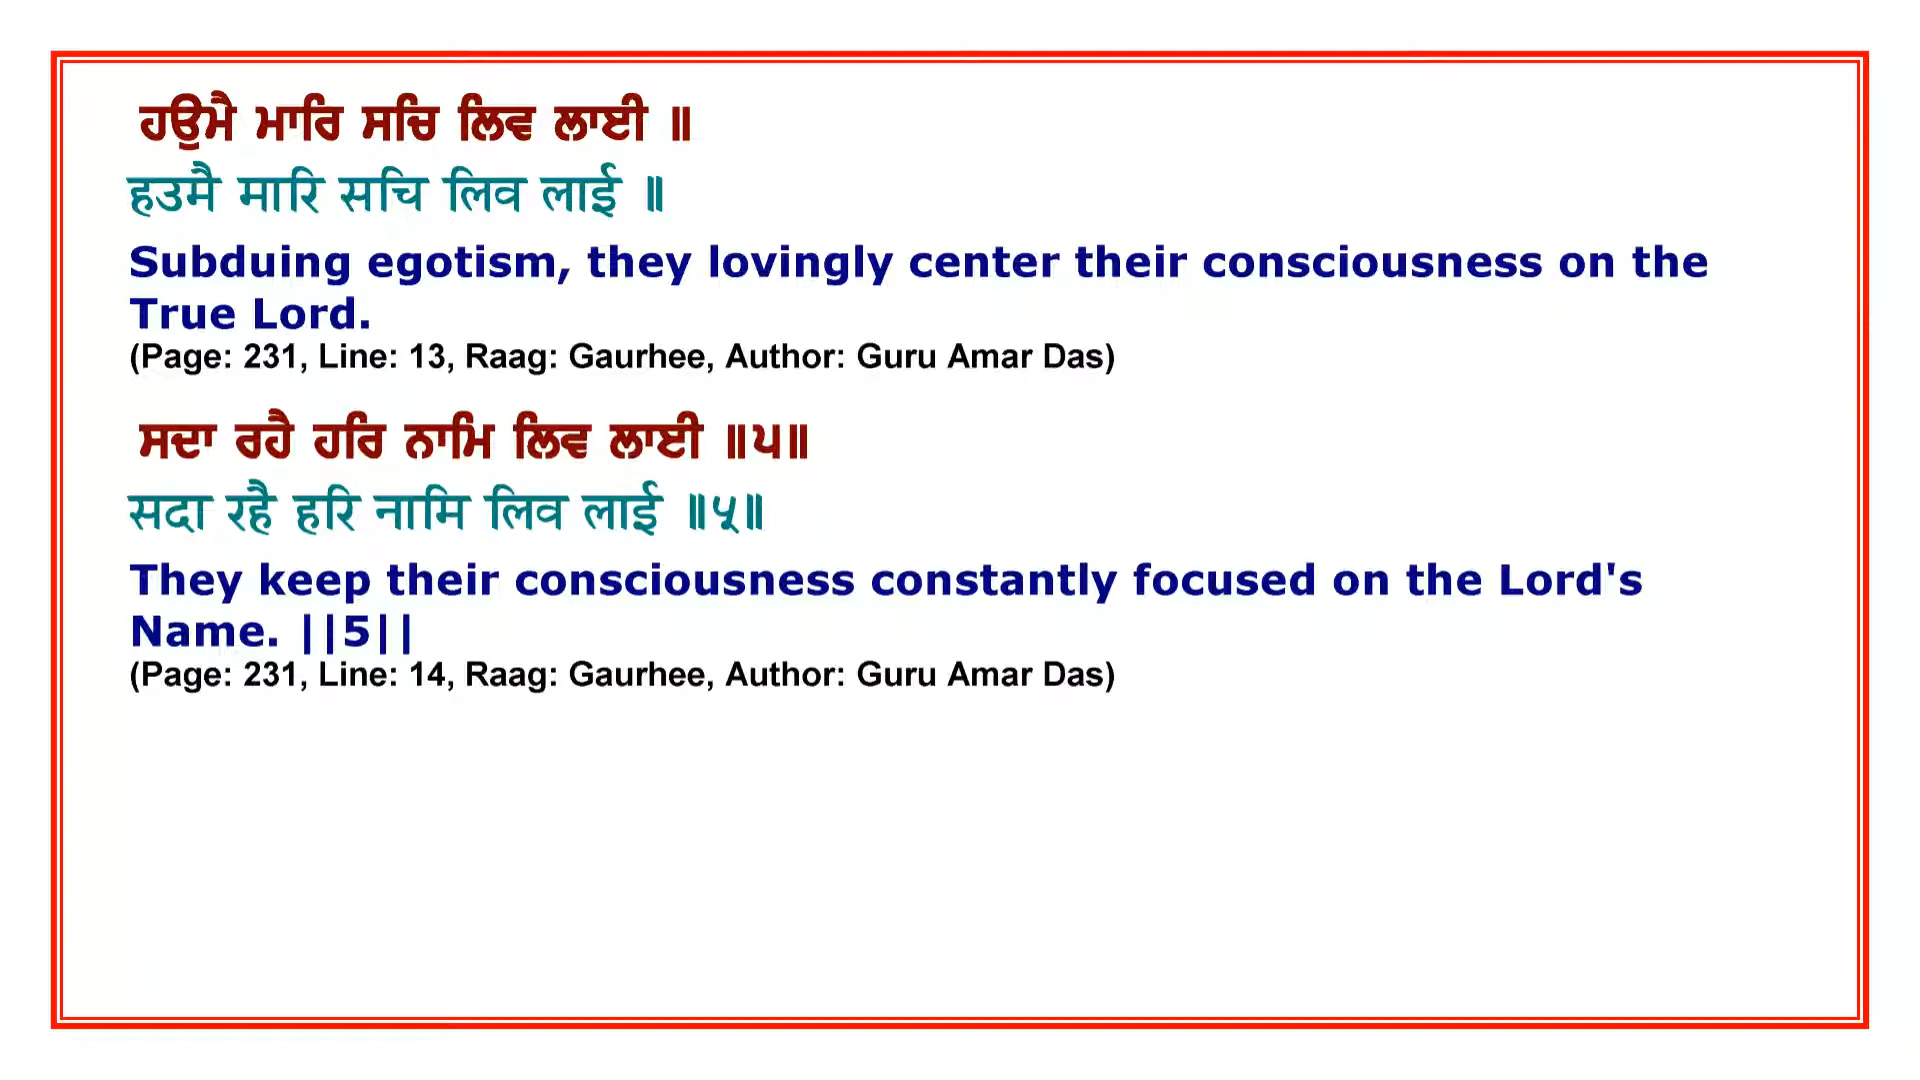 ਹਉਮੈ ਮਾਰਿ ਸਚਿ ਲਿਵ ਲਾਈ ॥
हउमै मारि सचि लिव लाई ॥
Subduing egotism, they lovingly center their consciousness on the
True Lord.
(Page: 231, Line: 13, Raag: Gaurhee, Author: Guru Amar Das)
ਸਦਾ ਰਹੈ ਹਰਿ ਨਾਮਿ ਲਿਵ ਲਾਈ ॥੫॥
सदा रहै हरि नामि लिव लाई ॥५॥
They keep their consciousness constantly focused on the Lord's
Name. ||5||
(Page: 231, Line: 14, Raag: Gaurhee, Author: Guru Amar Das)